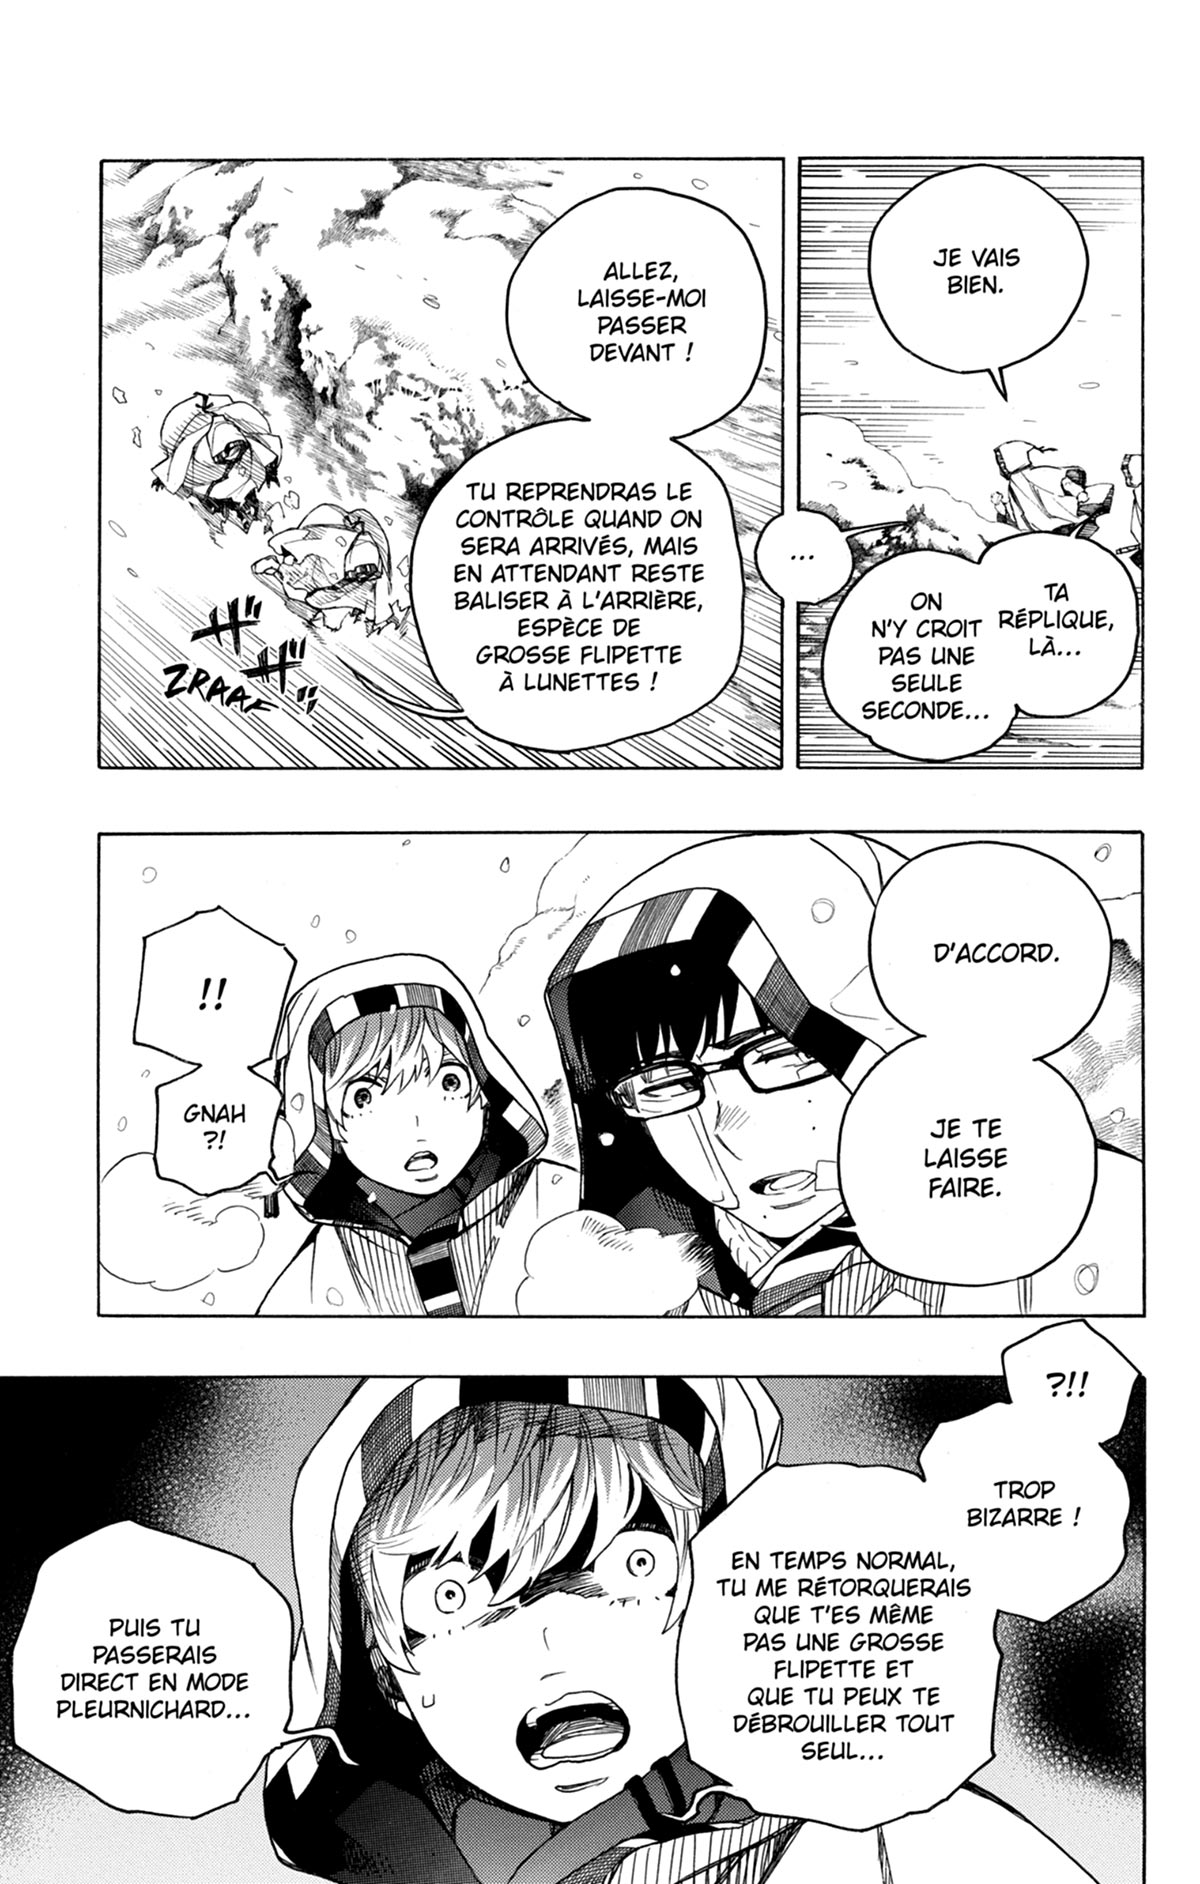 JE VAIS
BIEN.
TA
RÉPLIQUE,
LÀ...
ON
N'Y CROIT
PAS UNE
SEULE
SECONDE...
...
ALLEZ,
LAISSE-MOI
PASSER
DEVANT !
TU REPRENDRAS LE
CONTRÔLE QUAND ON
SERA ARRIVÉS, MAIS
EN ATTENDANT RESTE
BALISER À L'ARRIÈRE,
ESPÈCE DE
GROSSE FLIPETTE
À LUNETTES !
ザザ!!
ZRAAF
D'ACCORD.
JE TE
LAISSE
FAIRE.
!!
GNAH
?!
?!!
TROP
BIZARRE !
EN TEMPS NORMAL,
TU ME RÉTORQUERAIS
QUE T'ES MÊME
PAS UNE GROSSE
FLIPETTE ET
QUE TU PEUX TE
DÉBROUILLER TOUT
SEUL...
PUIS TU
PASSERAIS
DIRECT EN MODE
PLEURNICHARD...